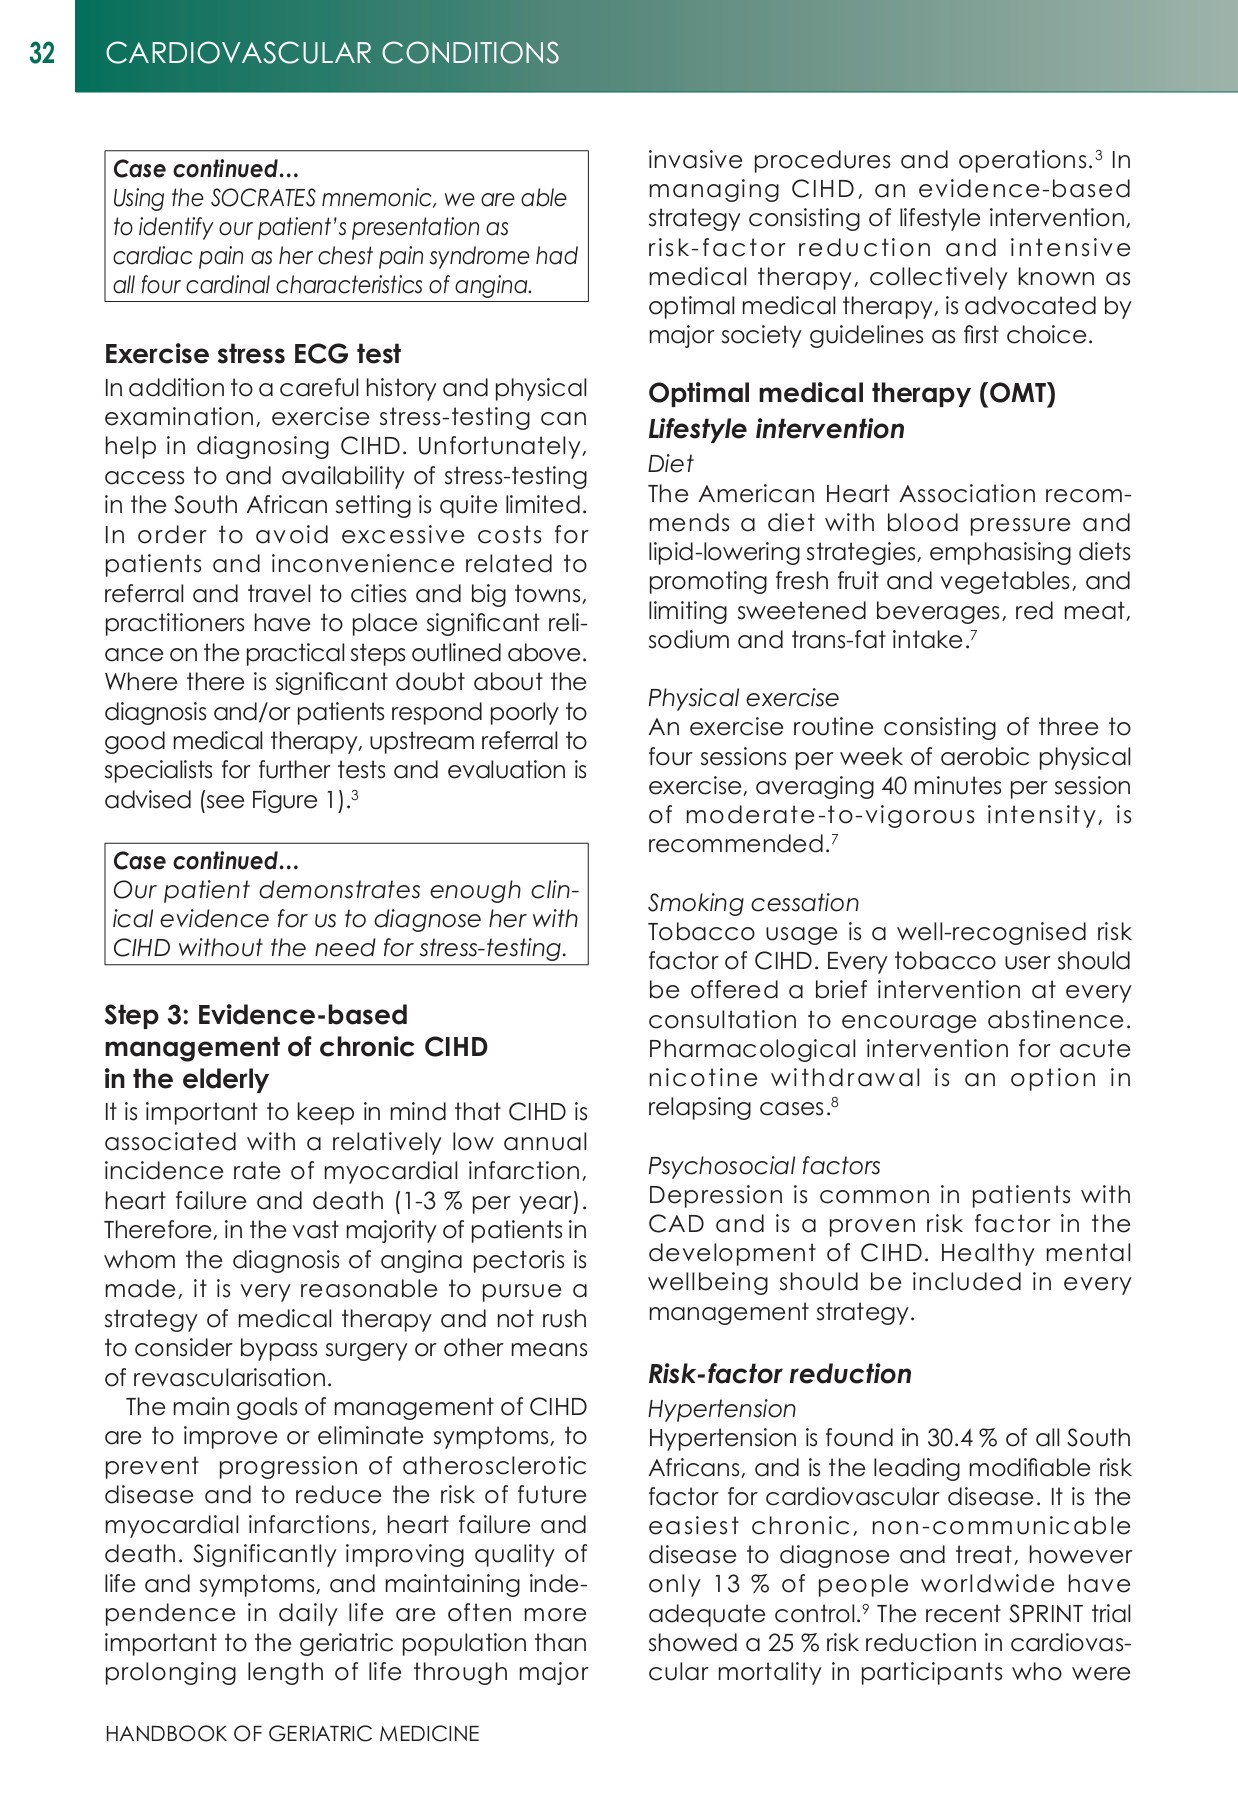 32
CARDIOVASCULAR CONDITIONS
Case continued…
Using the SOCRATES mnemonic, we are able
to identify our patient's presentation as
cardiac pain as her chest pain syndrome had
all four cardinal characteristics of angina.
Exercise stress ECG test
In addition to a careful history and physical
examination, exercise stress-testing can
help in diagnosing CIHD. Unfortunately,
access to and availability of stress-testing
in the South African setting is quite limited.
In order to avoid excessive costs for
patients and inconvenience related to
referral and travel to cities and big towns,
practitioners have to place significant reli-
ance on the practical steps outlined above.
Where there is significant doubt about the
diagnosis and/or patients respond poorly to
good medical therapy, upstream referral to
specialists for further tests and evaluation is
advised (see Figure 1).³
Case continued…
Our patient demonstrates enough clin-
ical evidence for us to diagnose her with
CIHD without the need for stress-testing.
Step 3: Evidence-based
management of chronic CIHD
in the elderly
It is important to keep in mind that CIHD is
associated with a relatively low annual
incidence rate of myocardial infarction,
heart failure and death (1-3 % per year).
Therefore, in the vast majority of patients in
whom the diagnosis of angina pectoris is
made, it is very reasonable to pursue a
strategy of medical therapy and not rush
to consider bypass surgery or other means
of revascularisation.
The main goals of management of CIHD
are to improve or eliminate symptoms, to
prevent progression of atherosclerotic
disease and to reduce the risk of future
myocardial infarctions, heart failure and
death. Significantly improving quality of
life and symptoms, and maintaining inde-
pendence in daily life are often more
important to the geriatric population than
prolonging length of life through major
invasive procedures and operations.³ In
managing CIHD, an evidence-based
strategy consisting of lifestyle intervention,
risk-factor reduction and intensive
medical therapy, collectively known as
optimal medical therapy, is advocated by
major society guidelines as first choice.
Optimal medical therapy (OMT)
Lifestyle intervention
Diet
The American Heart Association recom-
mends a diet with blood pressure and
lipid-lowering strategies, emphasising diets
promoting fresh fruit and vegetables, and
limiting sweetened beverages, red meat,
sodium and trans-fat intake.⁷
Physical exercise
An exercise routine consisting of three to
four sessions per week of aerobic physical
exercise, averaging 40 minutes per session
of moderate-to-vigorous intensity, is
recommended.⁷
Smoking cessation
Tobacco usage is a well-recognised risk
factor of CIHD. Every tobacco user should
be offered a brief intervention at every
consultation to encourage abstinence.
Pharmacological intervention for acute
nicotine withdrawal is an option in
relapsing cases.⁸
Psychosocial factors
Depression is common in patients with
CAD and is a proven risk factor in the
development of CIHD. Healthy mental
wellbeing should be included in every
management strategy.
Risk-factor reduction
Hypertension
Hypertension is found in 30.4 % of all South
Africans, and is the leading modifiable risk
factor for cardiovascular disease. It is the
easiest chronic, non-communicable
disease to diagnose and treat, however
only 13 % of people worldwide have
adequate control.⁹ The recent SPRINT trial
showed a 25 % risk reduction in cardiovas-
cular mortality in participants who were
HANDBOOK OF GERIATRIC MEDICINE